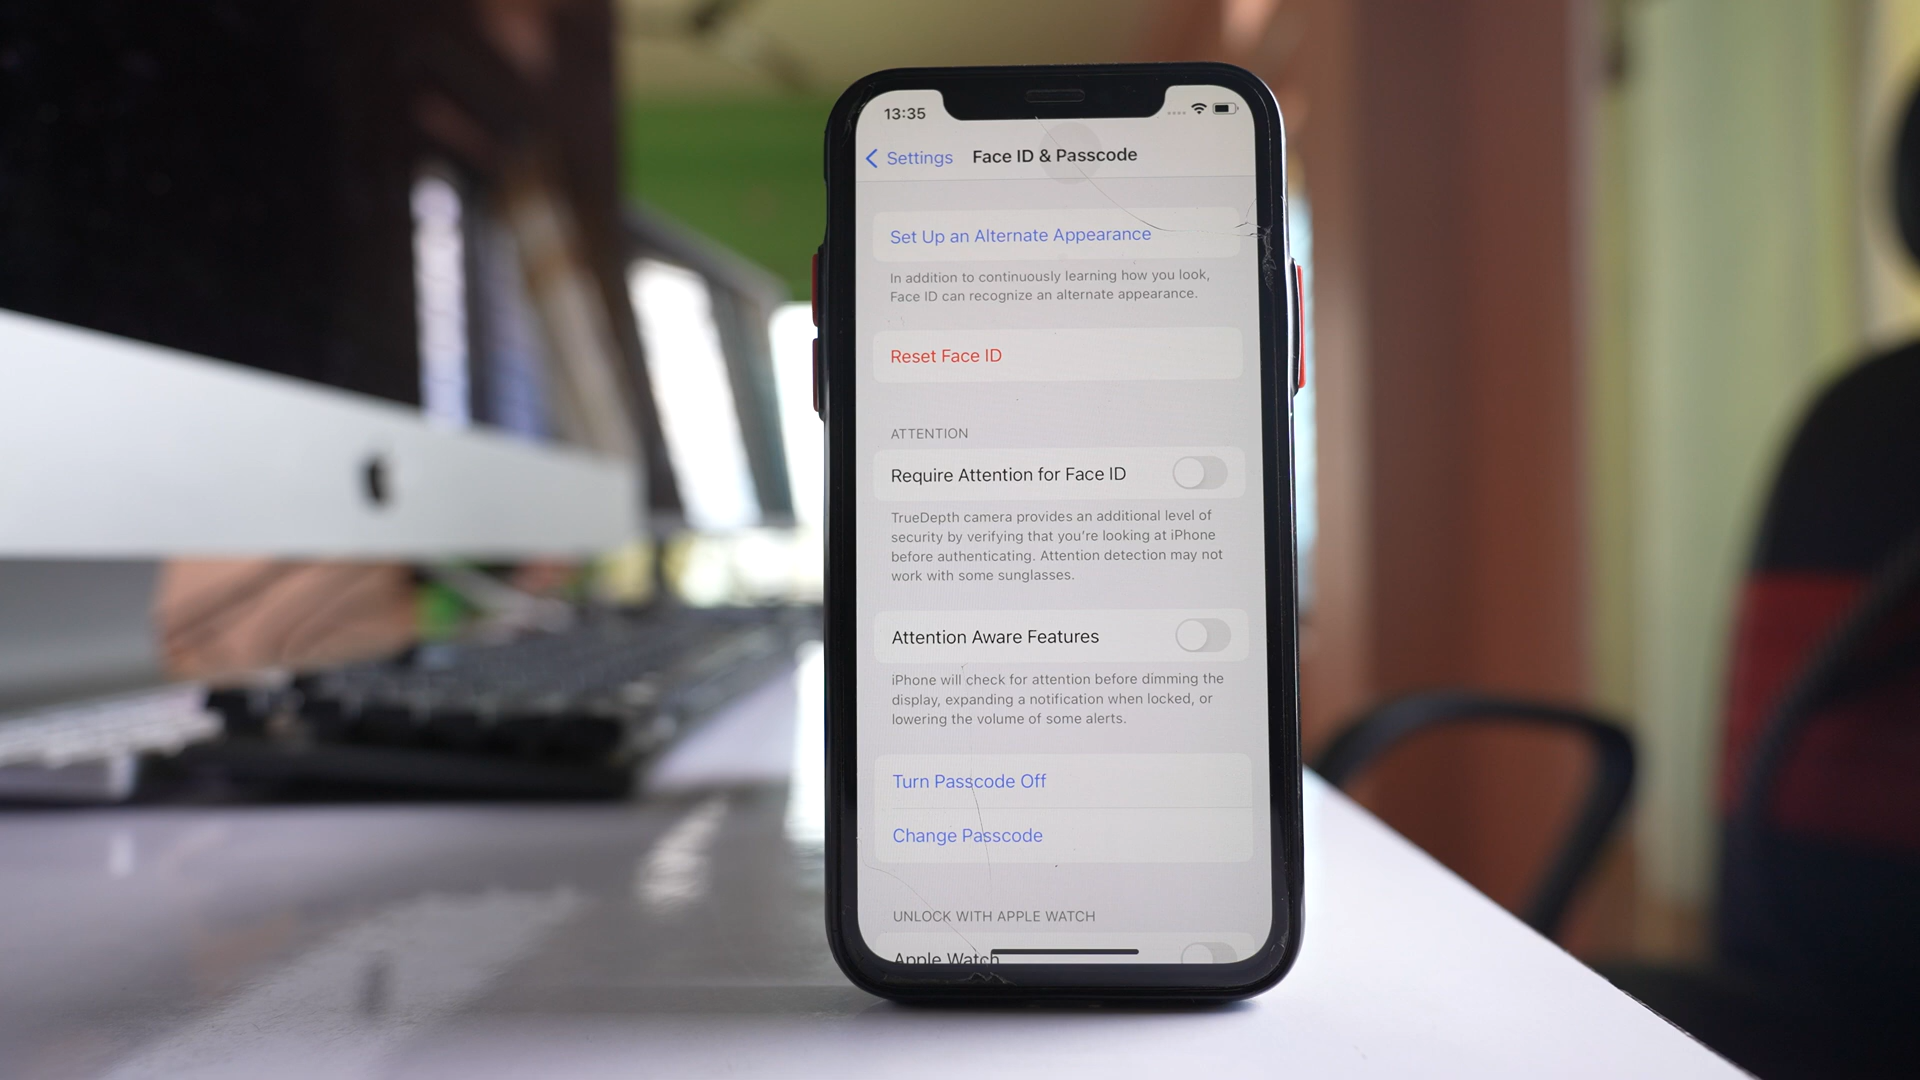 13:35
Settings Face ID & Passcode
Set Up an Alternate Appearance
In addition to continuously learning how you look,
Face ID can recognize an alternate appearance.
Reset Face ID
ATTENTION
Require Attention for Face ID
TrueDepth camera provides an additional level of
security by verifying that you're looking at iPhone
before authenticating. Attention detection may not
work with some sunglasses.
Attention Aware Features
iPhone will check for attention before dimming the
display, expanding a notification when locked, or
lowering the volume of some alerts.
Turn Passcode Off
Change Passcode
UNLOCK WITH APPLE WATCH
Apple Watch